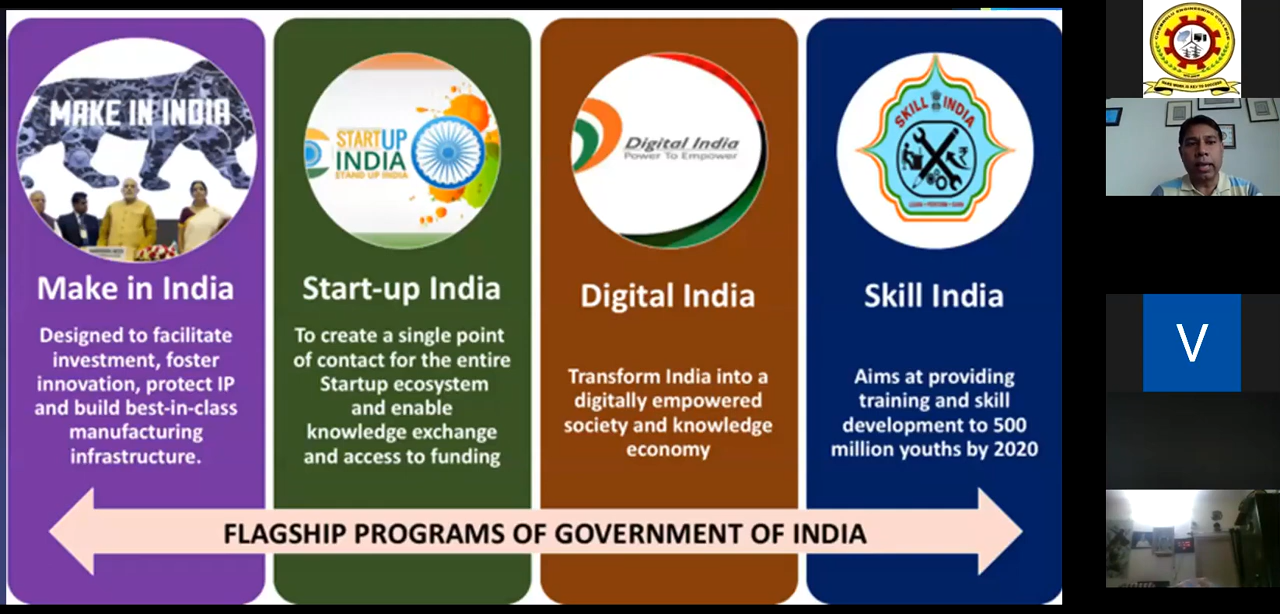 MAKE IN INDIA
Make in India
Designed to facilitate
investment, foster
innovation, protect IP
and build best-in-class
manufacturing
infrastructure.
STARTUP
INDIA
STAND UP INDIA
Start-up India
To create a single point
of contact for the entire
Startup ecosystem
and enable
knowledge exchange
and access to funding
Digital India
Power To Empower
Digital India
Transform India into a
digitally empowered
society and knowledge
economy
SKILL INDIA
Skill India
Aims at providing
training and skill
development to 500
million youths by 2020
FLAGSHIP PROGRAMS OF GOVERNMENT OF INDIA
V